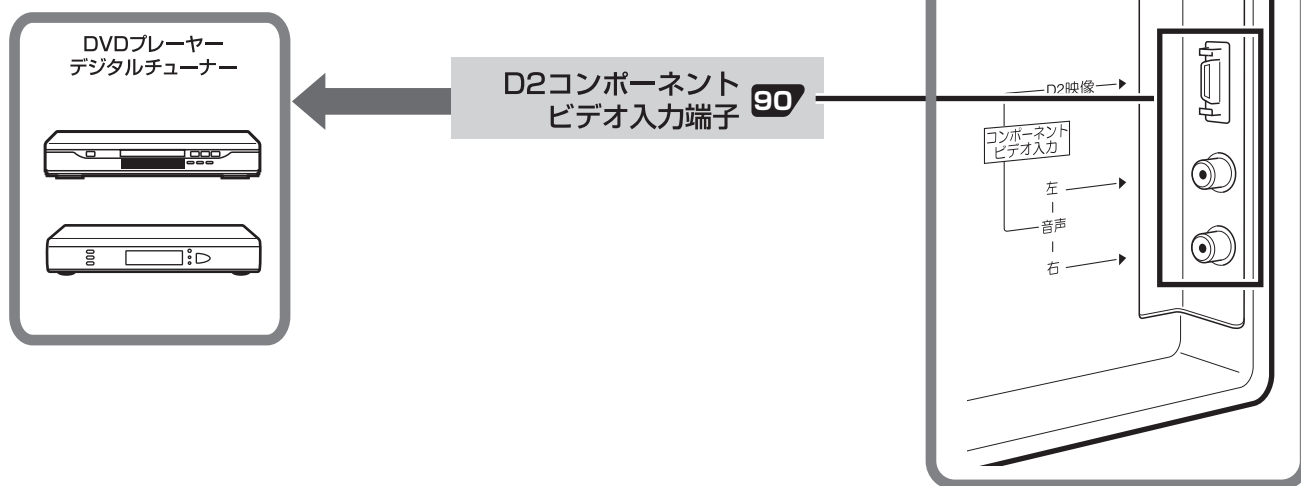 DVDプレーヤー
デジタルチューナー
D2コンポーネント
ビデオ入力端子
90
D2映像
コンポーネント
ビデオ入力
左
音声
右